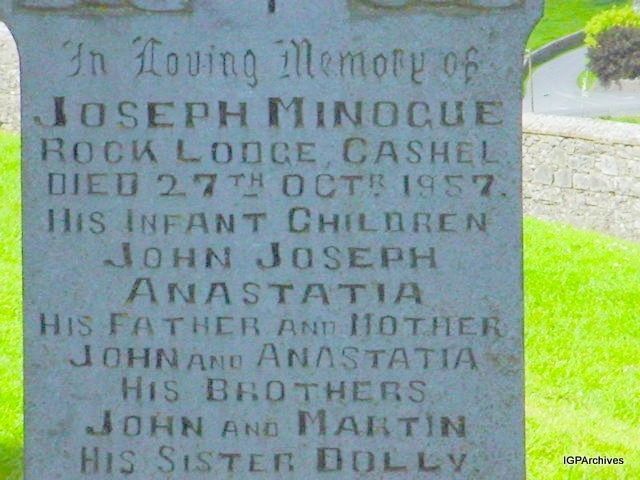 In Loving Memory of
JOSEPH MINOGUE
ROCK LODGE, CASHEL
DIED 27TH OCTR 1957.
HIS INFANT CHILDREN
JOHN JOSEPH
ANASTATIA
HIS FATHER AND MOTHER
JOHN AND ANASTATIA
HIS BROTHERS
JOHN AND MARTIN
HIS SISTER DOLLY.
IGPArchives